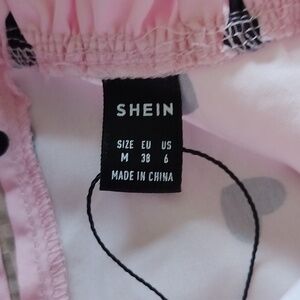 SHEIN
SIZE EU US
M 38 6
MADE IN CHINA